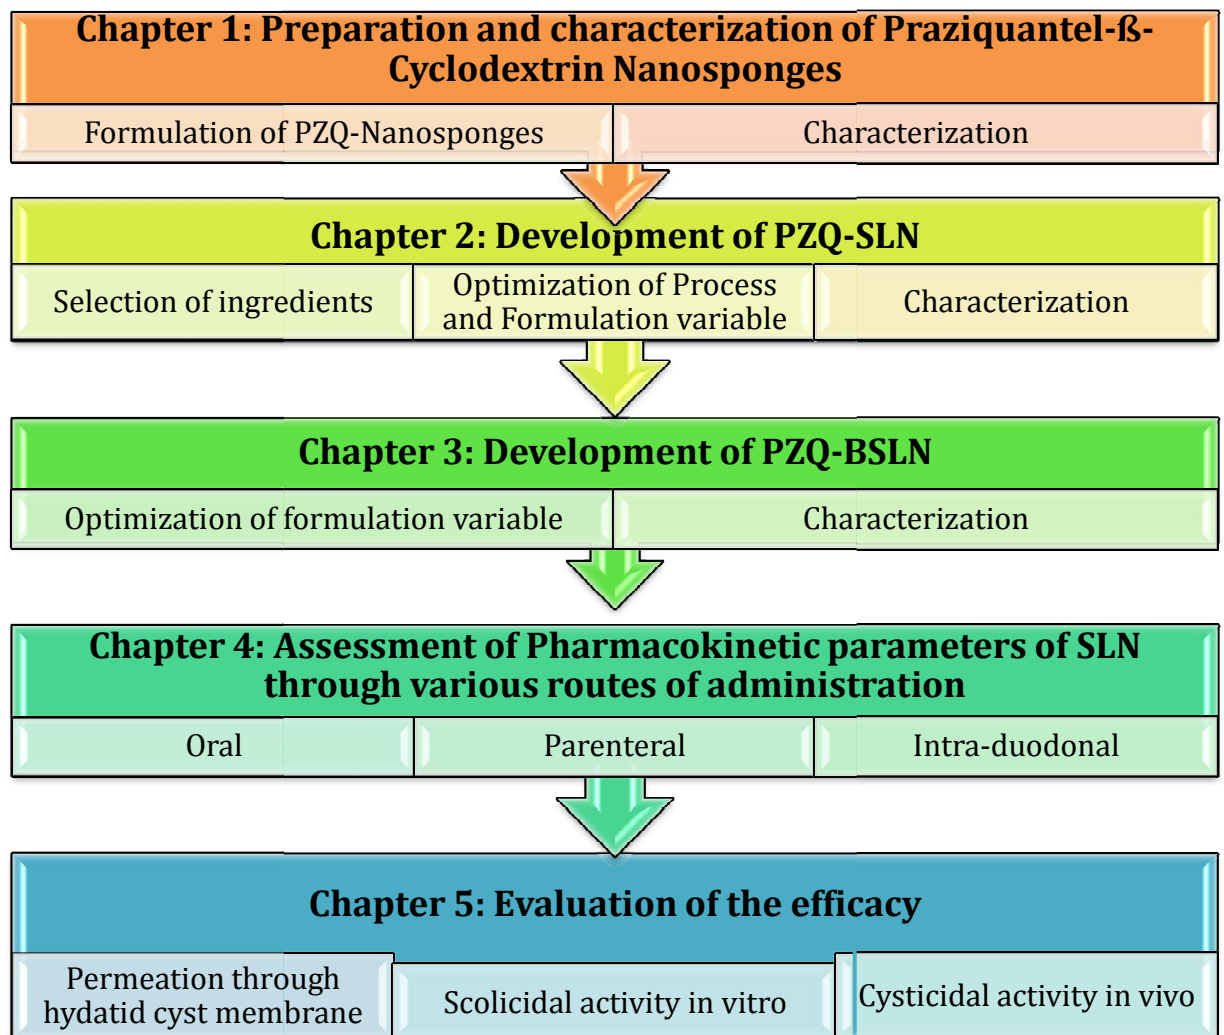 Chapter 1: Preparation and characterization of Praziquantel-ß-
Cyclodextrin Nanosponges
Formulation of PZQ-Nanosponges
Characterization
Chapter 2: Development of PZQ-SLN
Selection of ingredients
Optimization of Process
and Formulation variable
Characterization
Chapter 3: Development of PZQ-BSLN
Optimization of formulation variable
Characterization
Chapter 4: Assessment of Pharmacokinetic parameters of SLN
through various routes of administration
Oral
Parenteral
Intra-duodonal
Chapter 5: Evaluation of the efficacy
Permeation through
hydatid cyst membrane
Scolicidal activity in vitro
Cysticidal activity in vivo